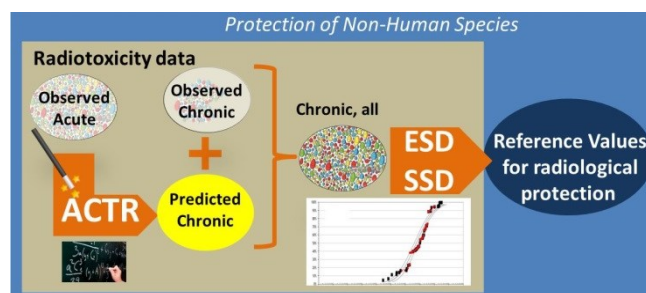 Protection of Non-Human Species
Radiotoxicity data
Observed
Acute
Observed
Chronic
ACTR
Predicted
Chronic
Chronic, all
ESD
SSD
Reference Values
for radiological
protection